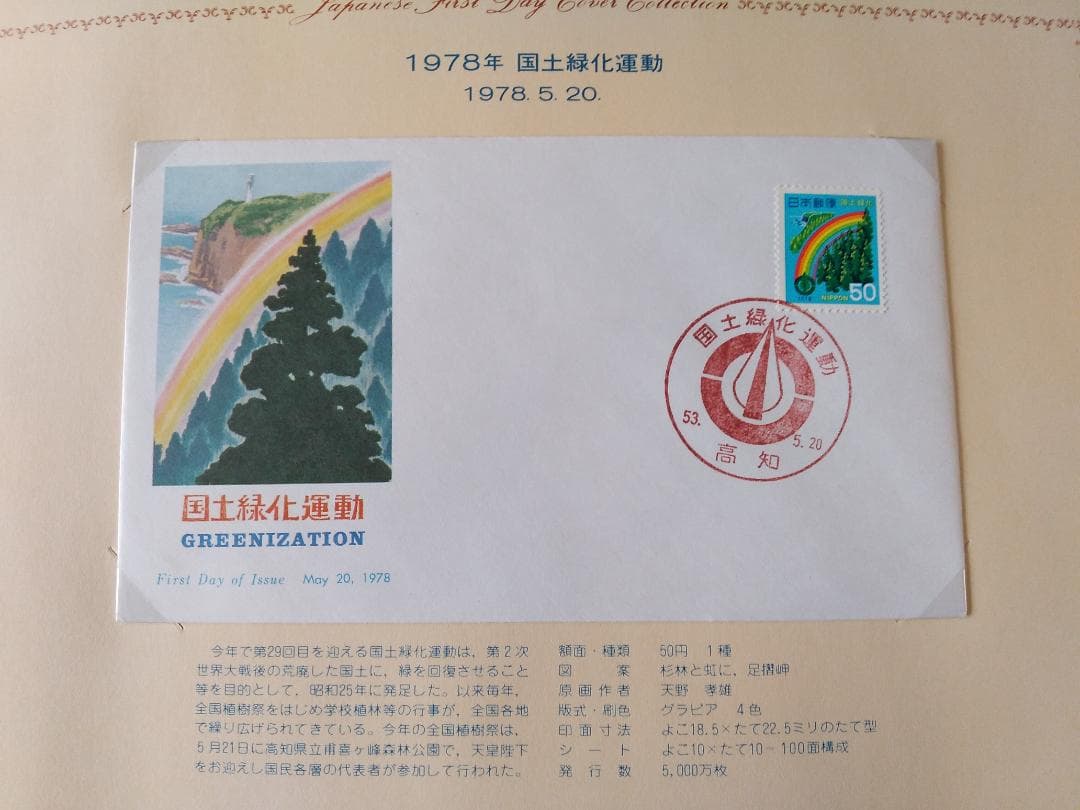 Japanese First Day Cover Collection
1978年 国土緑化運動
1978. 5. 20.
日本郵便 国土緑化
1978
NIPPON 50
国土緑化運動
53.
5. 20
高知
国土緑化運動
GREENIZATION
First Day of Issue May 20, 1978
今年で第29回目を迎える国土緑化運動は、第2次
世界大戦後の荒廃した国土に、緑を回復させること
等を目的として、昭和25年に発足した。以来毎年、
全国植樹祭をはじめ学校植林等の行事が、全国各地
で繰り広げられてきている。今年の全国植樹祭は、
5月21日に高知県立甫喜ヶ峰森林公園で、天皇陛下
をお迎えし国民各層の代表者が参加して行われた。
額面・種類 50円 1種
図案 杉林と虹に、足摺岬
原画作者 天野 孝雄
版式・刷色 グラビア 4色
印面寸法 よこ18.5×たて22.5ミリのたて型
シート よこ10×たて10－100面構成
発行数 5,000万枚